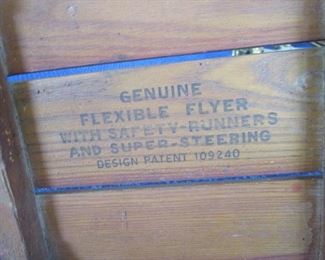 GENUINE
FLEXIBLE FLYER
WITH SAFETY-RUNNERS
AND SUPER-STEERING
DESIGN PATENT 109240